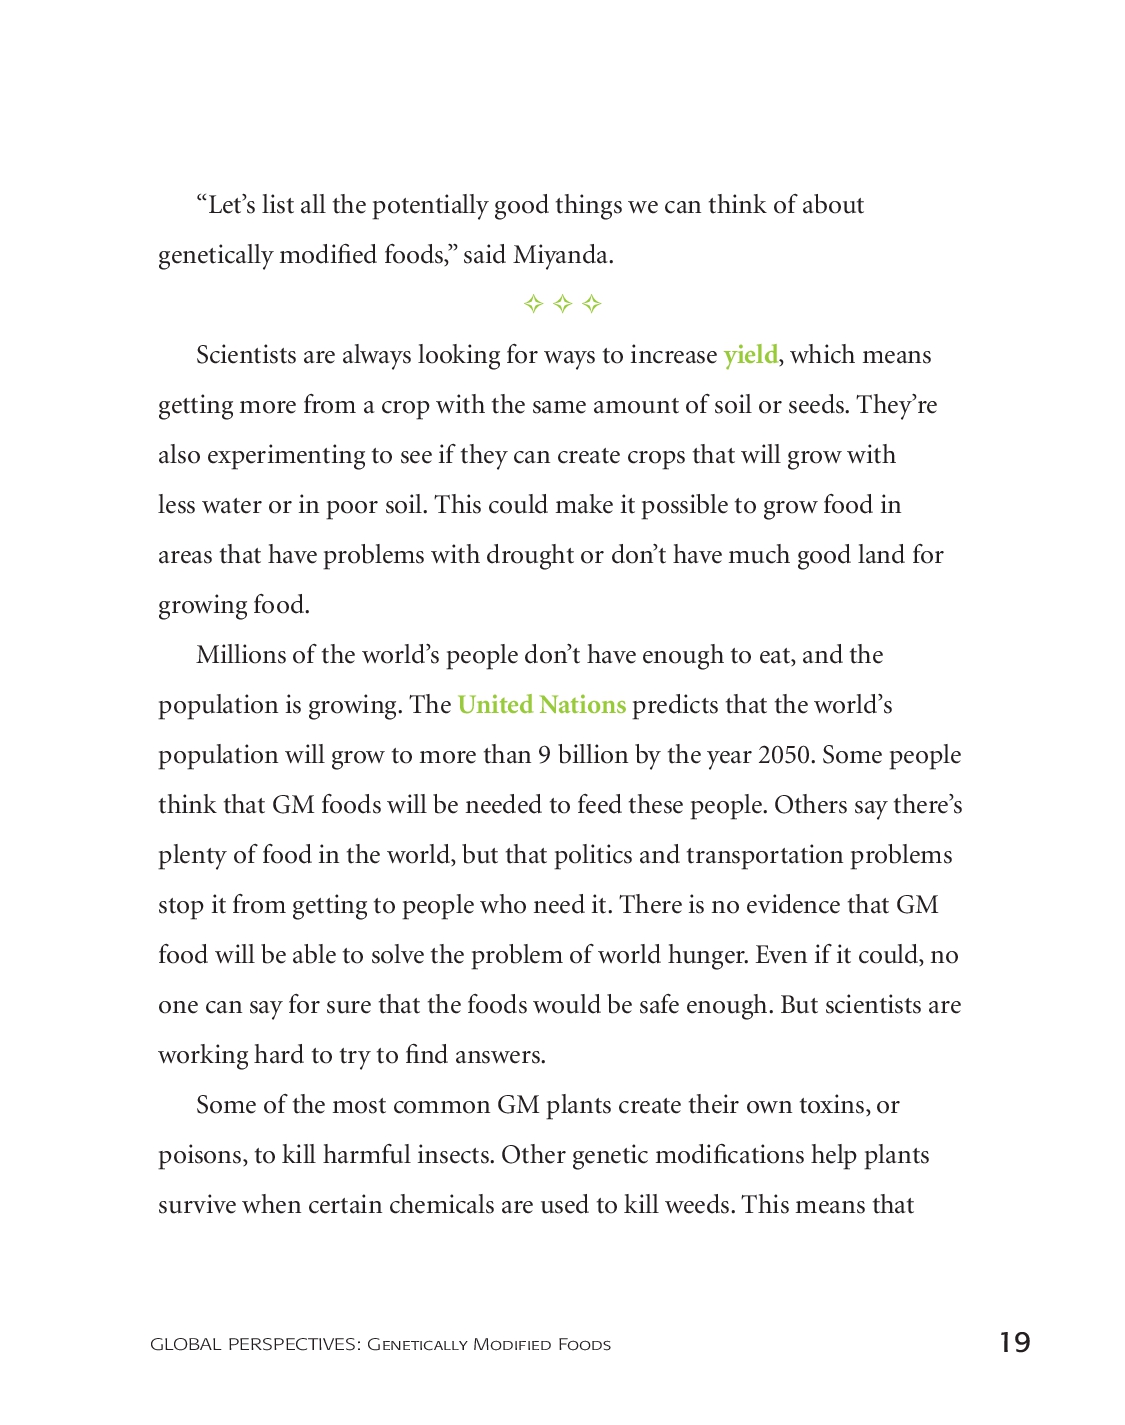 “Let’s list all the potentially good things we can think of about
genetically modified foods,” said Miyanda.
✧ ✧ ✧
Scientists are always looking for ways to increase yield, which means
getting more from a crop with the same amount of soil or seeds. They’re
also experimenting to see if they can create crops that will grow with
less water or in poor soil. This could make it possible to grow food in
areas that have problems with drought or don’t have much good land for
growing food.
Millions of the world’s people don’t have enough to eat, and the
population is growing. The United Nations predicts that the world’s
population will grow to more than 9 billion by the year 2050. Some people
think that GM foods will be needed to feed these people. Others say there’s
plenty of food in the world, but that politics and transportation problems
stop it from getting to people who need it. There is no evidence that GM
food will be able to solve the problem of world hunger. Even if it could, no
one can say for sure that the foods would be safe enough. But scientists are
working hard to try to find answers.
Some of the most common GM plants create their own toxins, or
poisons, to kill harmful insects. Other genetic modifications help plants
survive when certain chemicals are used to kill weeds. This means that
GLOBAL PERSPECTIVES: Genetically Modified Foods 19